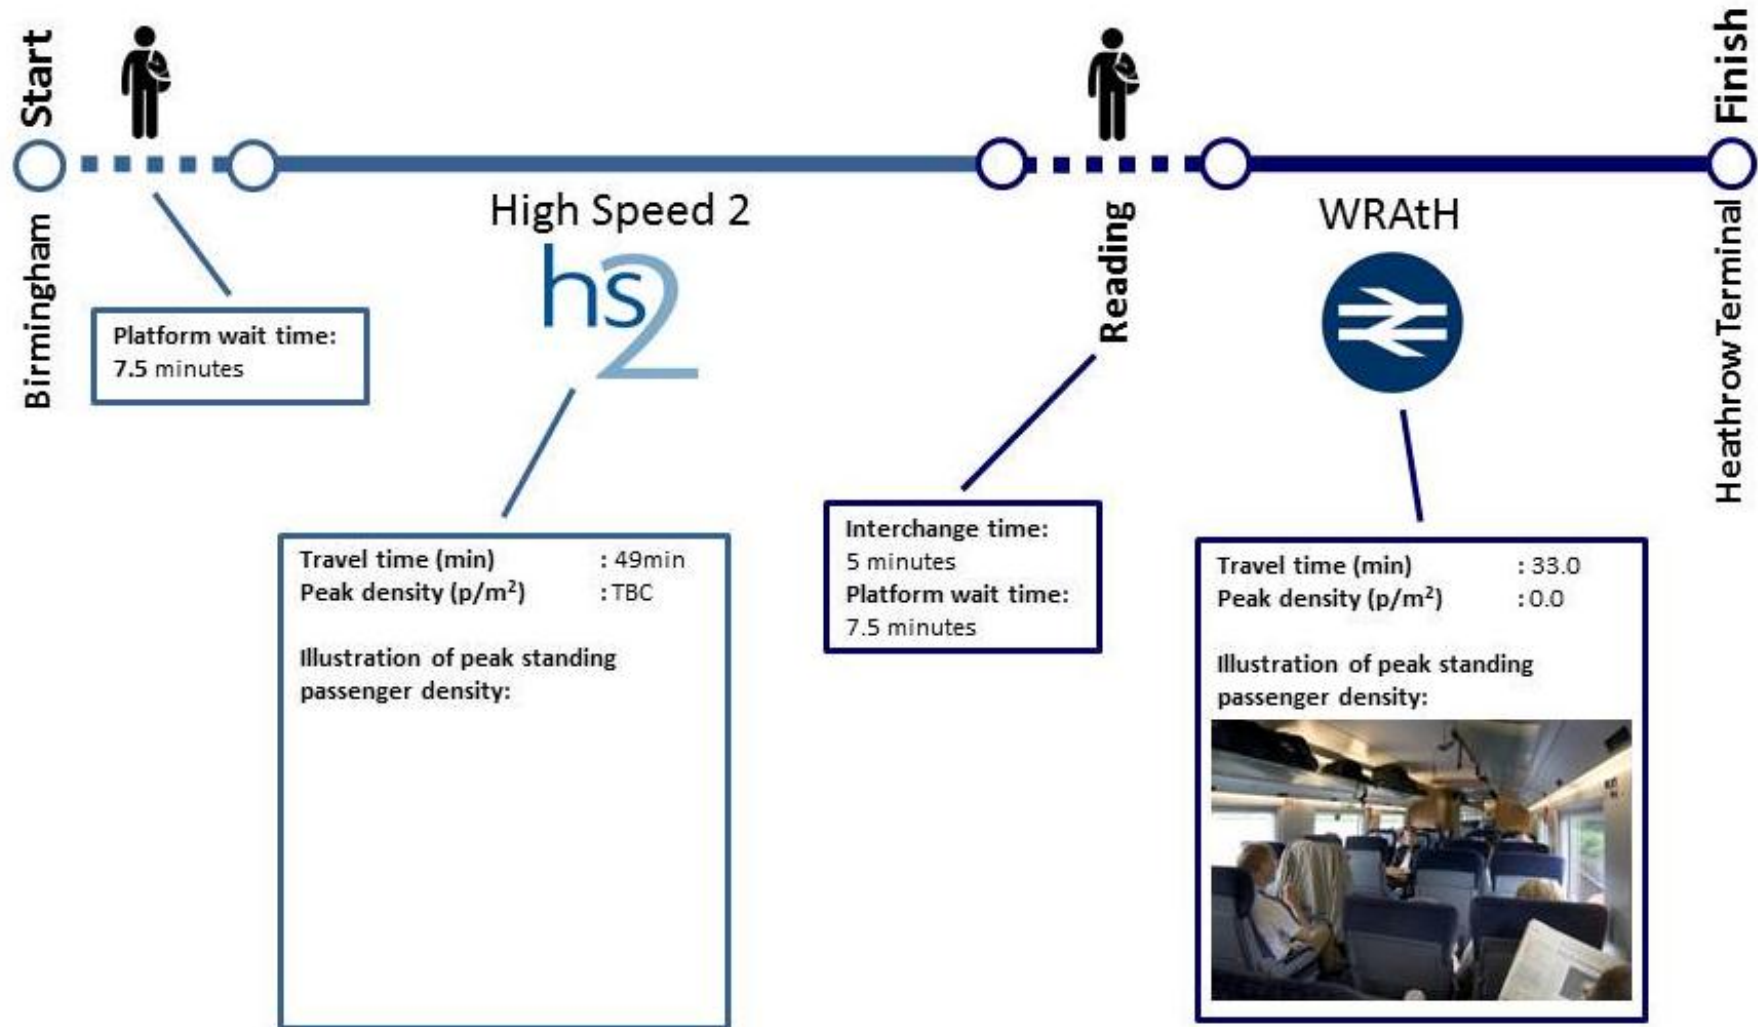 Start
Birmingham
Platform wait time:
7.5 minutes
High Speed 2
hs2
Travel time (min) : 49min
Peak density (p/m²) : TBC
Illustration of peak standing
passenger density:
Reading
Interchange time:
5 minutes
Platform wait time:
7.5 minutes
WRAtH
Travel time (min) : 33.0
Peak density (p/m²) : 0.0
Illustration of peak standing
passenger density:
Finish
Heathrow Terminal